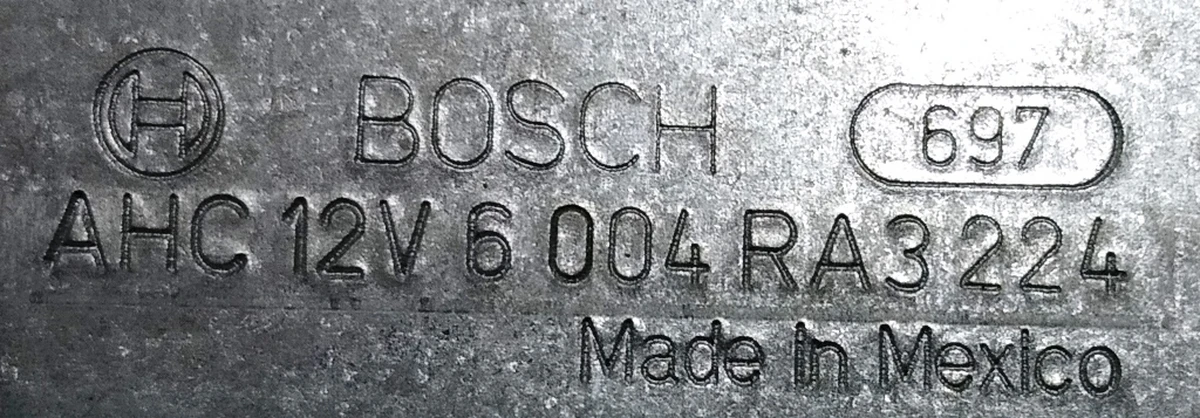 BOSCH 697
AHC 12V 6 004 RA3 224
Made in Mexico